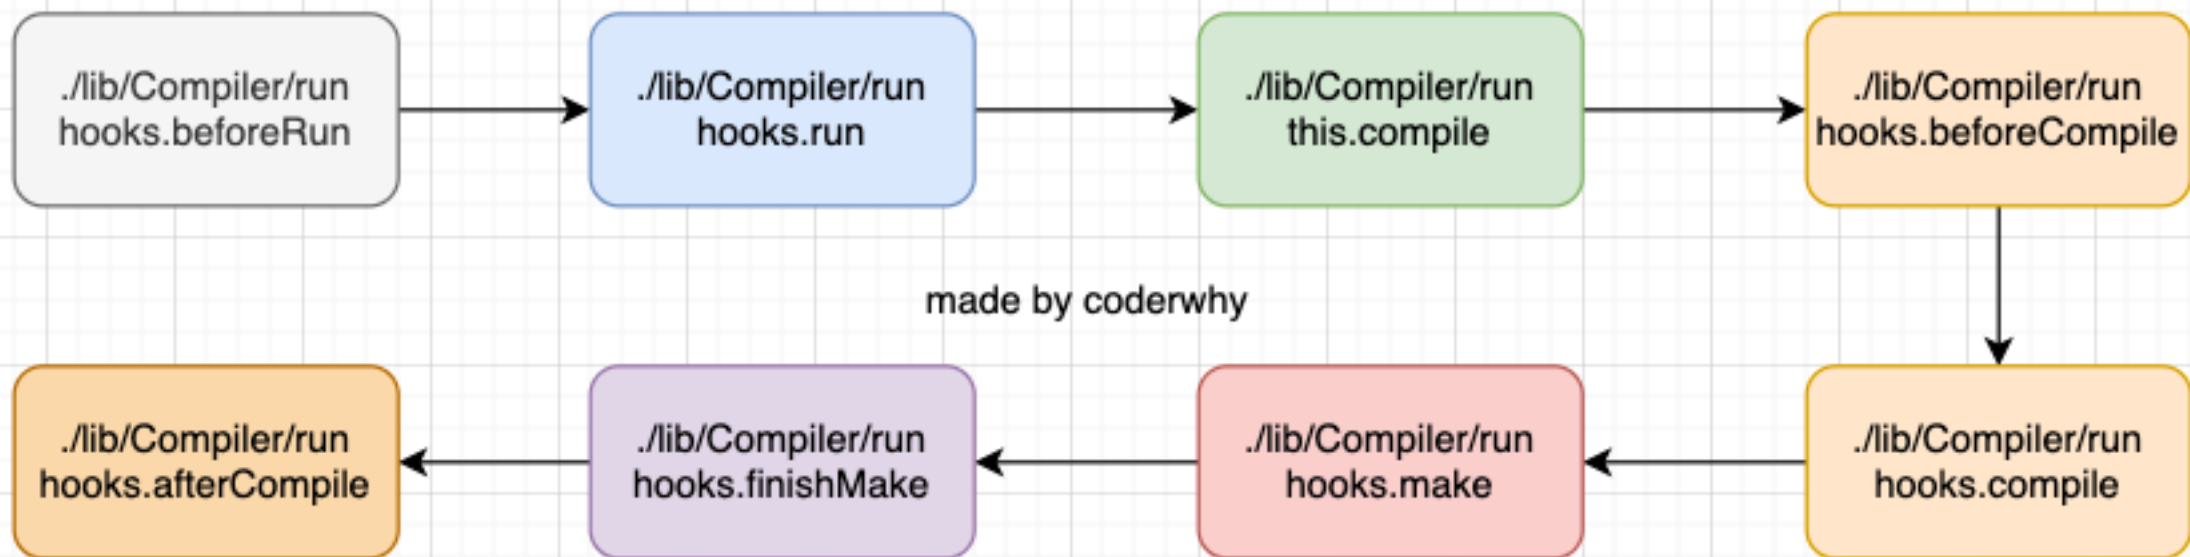 ./lib/Compiler/run
hooks.beforeRun
./lib/Compiler/run
hooks.run
./lib/Compiler/run
this.compile
./lib/Compiler/run
hooks.beforeCompile
made by coderwhy
./lib/Compiler/run
hooks.afterCompile
./lib/Compiler/run
hooks.finishMake
./lib/Compiler/run
hooks.make
./lib/Compiler/run
hooks.compile